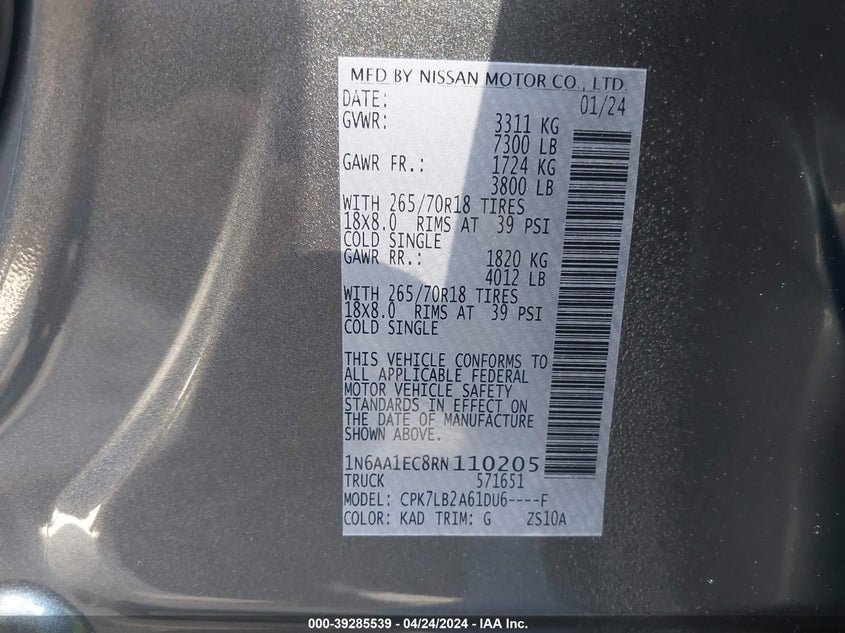 MFD BY NISSAN MOTOR CO., LTD.
DATE: 01/24
GVWR: 3311 KG
7300 LB
GAWR FR.: 1724 KG
3800 LB
WITH 265/70R18 TIRES
18X8.0 RIMS AT 39 PSI
COLD SINGLE
GAWR RR.: 1820 KG
4012 LB
WITH 265/70R18 TIRES
18X8.0 RIMS AT 39 PSI
COLD SINGLE
THIS VEHICLE CONFORMS TO
ALL APPLICABLE FEDERAL
MOTOR VEHICLE SAFETY
STANDARDS IN EFFECT ON
THE DATE OF MANUFACTURE
SHOWN ABOVE.
1N6AA1EC8RN110205
TRUCK 571651
MODEL: CPK7LB2A61DU6----F
COLOR: KAD TRIM: G ZS10A
000-39285539 - 04/24/2024 - IAA Inc.